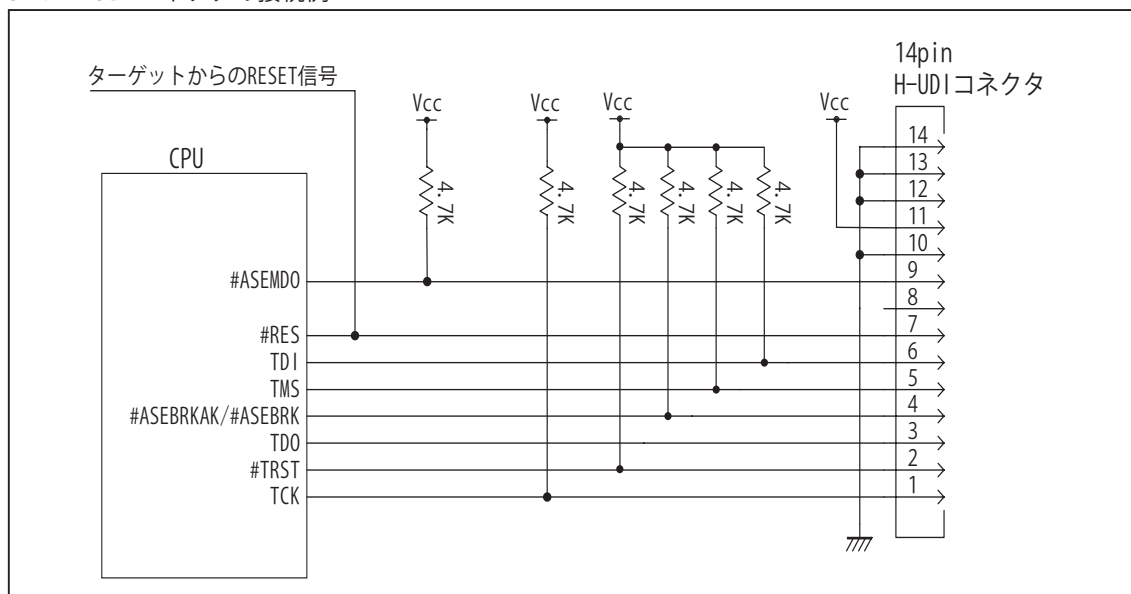 ターゲットからのRESET信号
14pin
H-UDIコネクタ
Vcc
Vcc
Vcc
Vcc
CPU
4.7K
4.7K
4.7K
4.7K
4.7K
4.7K
14
13
12
11
10
9
8
7
6
5
4
3
2
1
#ASEMD0
#RES
TDI
TMS
#ASEBRKAK/#ASEBRK
TDO
#TRST
TCK